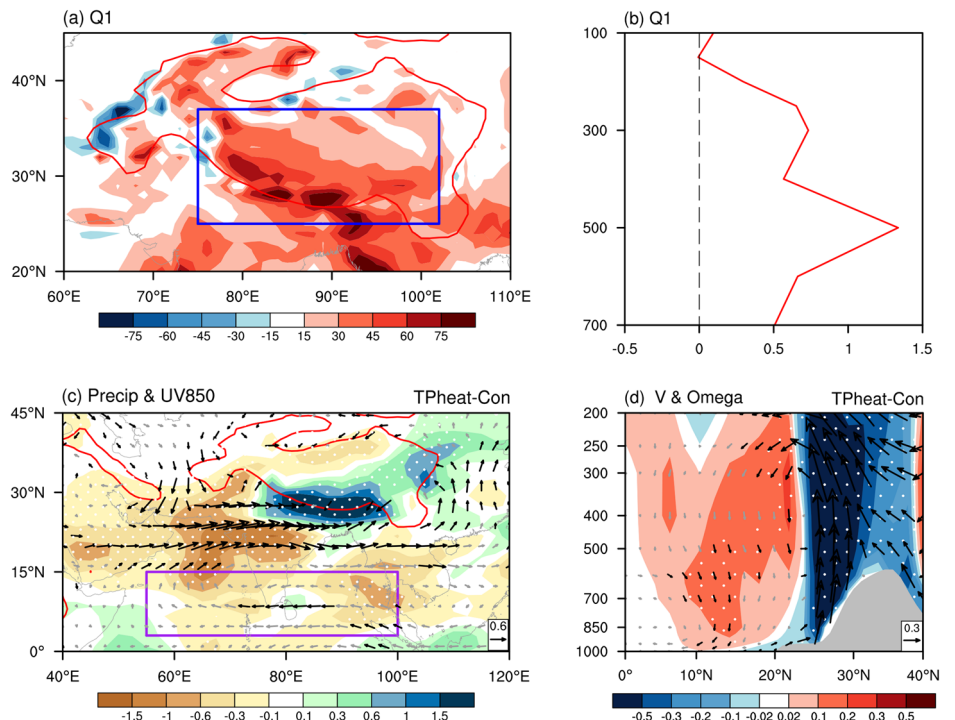 (a) Q1
40°N
30°N
20°N
60°E 70°E 80°E 90°E 100°E 110°E
-75 -60 -45 -30 -15 15 30 45 60 75
(b) Q1
100
300
500
700
-0.5 0 0.5 1 1.5
(c) Precip & UV850 TPheat-Con
45°N
30°N
15°N
0°
0.6
40°E 60°E 80°E 100°E 120°E
-1.5 -1 -0.6 -0.3 -0.1 0.1 0.3 0.6 1 1.5
(d) V & Omega TPheat-Con
200
250
300
400
500
700
850
1000
0.3
0° 10°N 20°N 30°N 40°N
-0.5 -0.3 -0.2 -0.1 -0.02 0.02 0.1 0.2 0.3 0.5